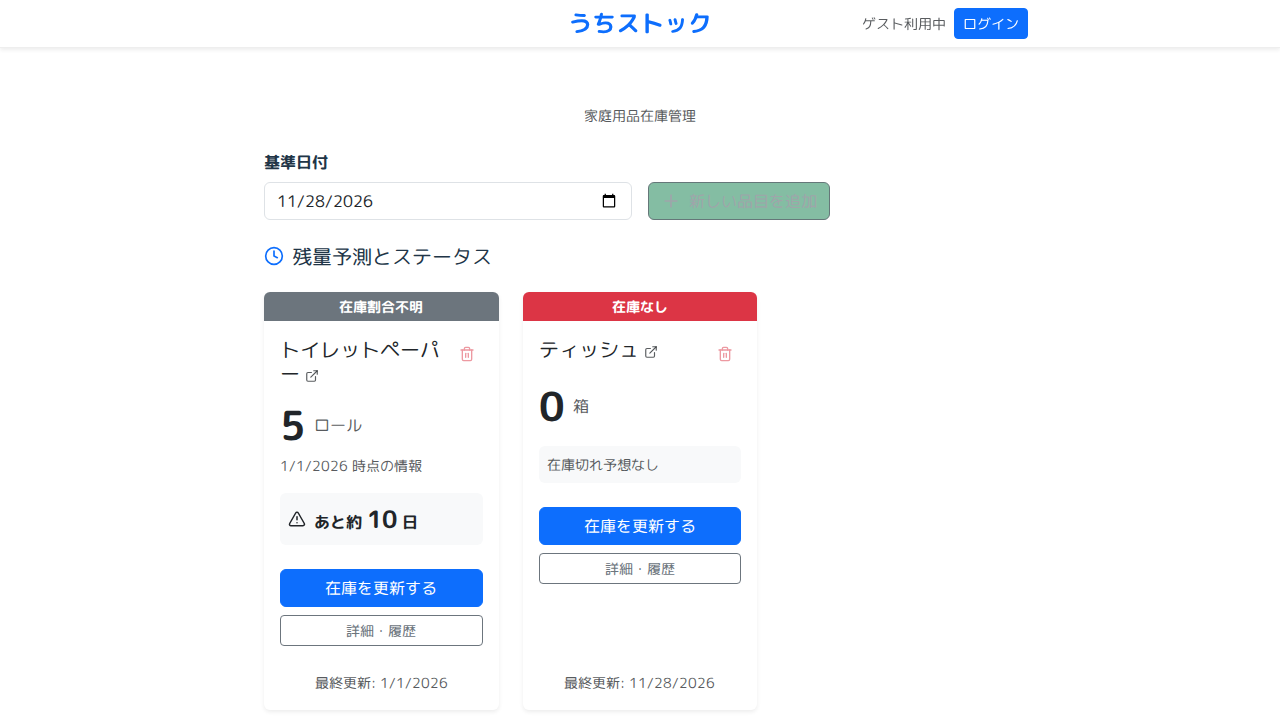 うちストック
ゲスト利用中
ログイン
家庭用品在庫管理
基準日付
11/28/2026
+ 新しい品目を追加
残量予測とステータス
在庫割合不明
トイレットペーパ
ー
5 ロール
1/1/2026 時点の情報
あと約 10 日
在庫を更新する
詳細・履歴
最終更新: 1/1/2026
在庫なし
ティッシュ
0 箱
在庫切れ予想なし
在庫を更新する
詳細・履歴
最終更新: 11/28/2026